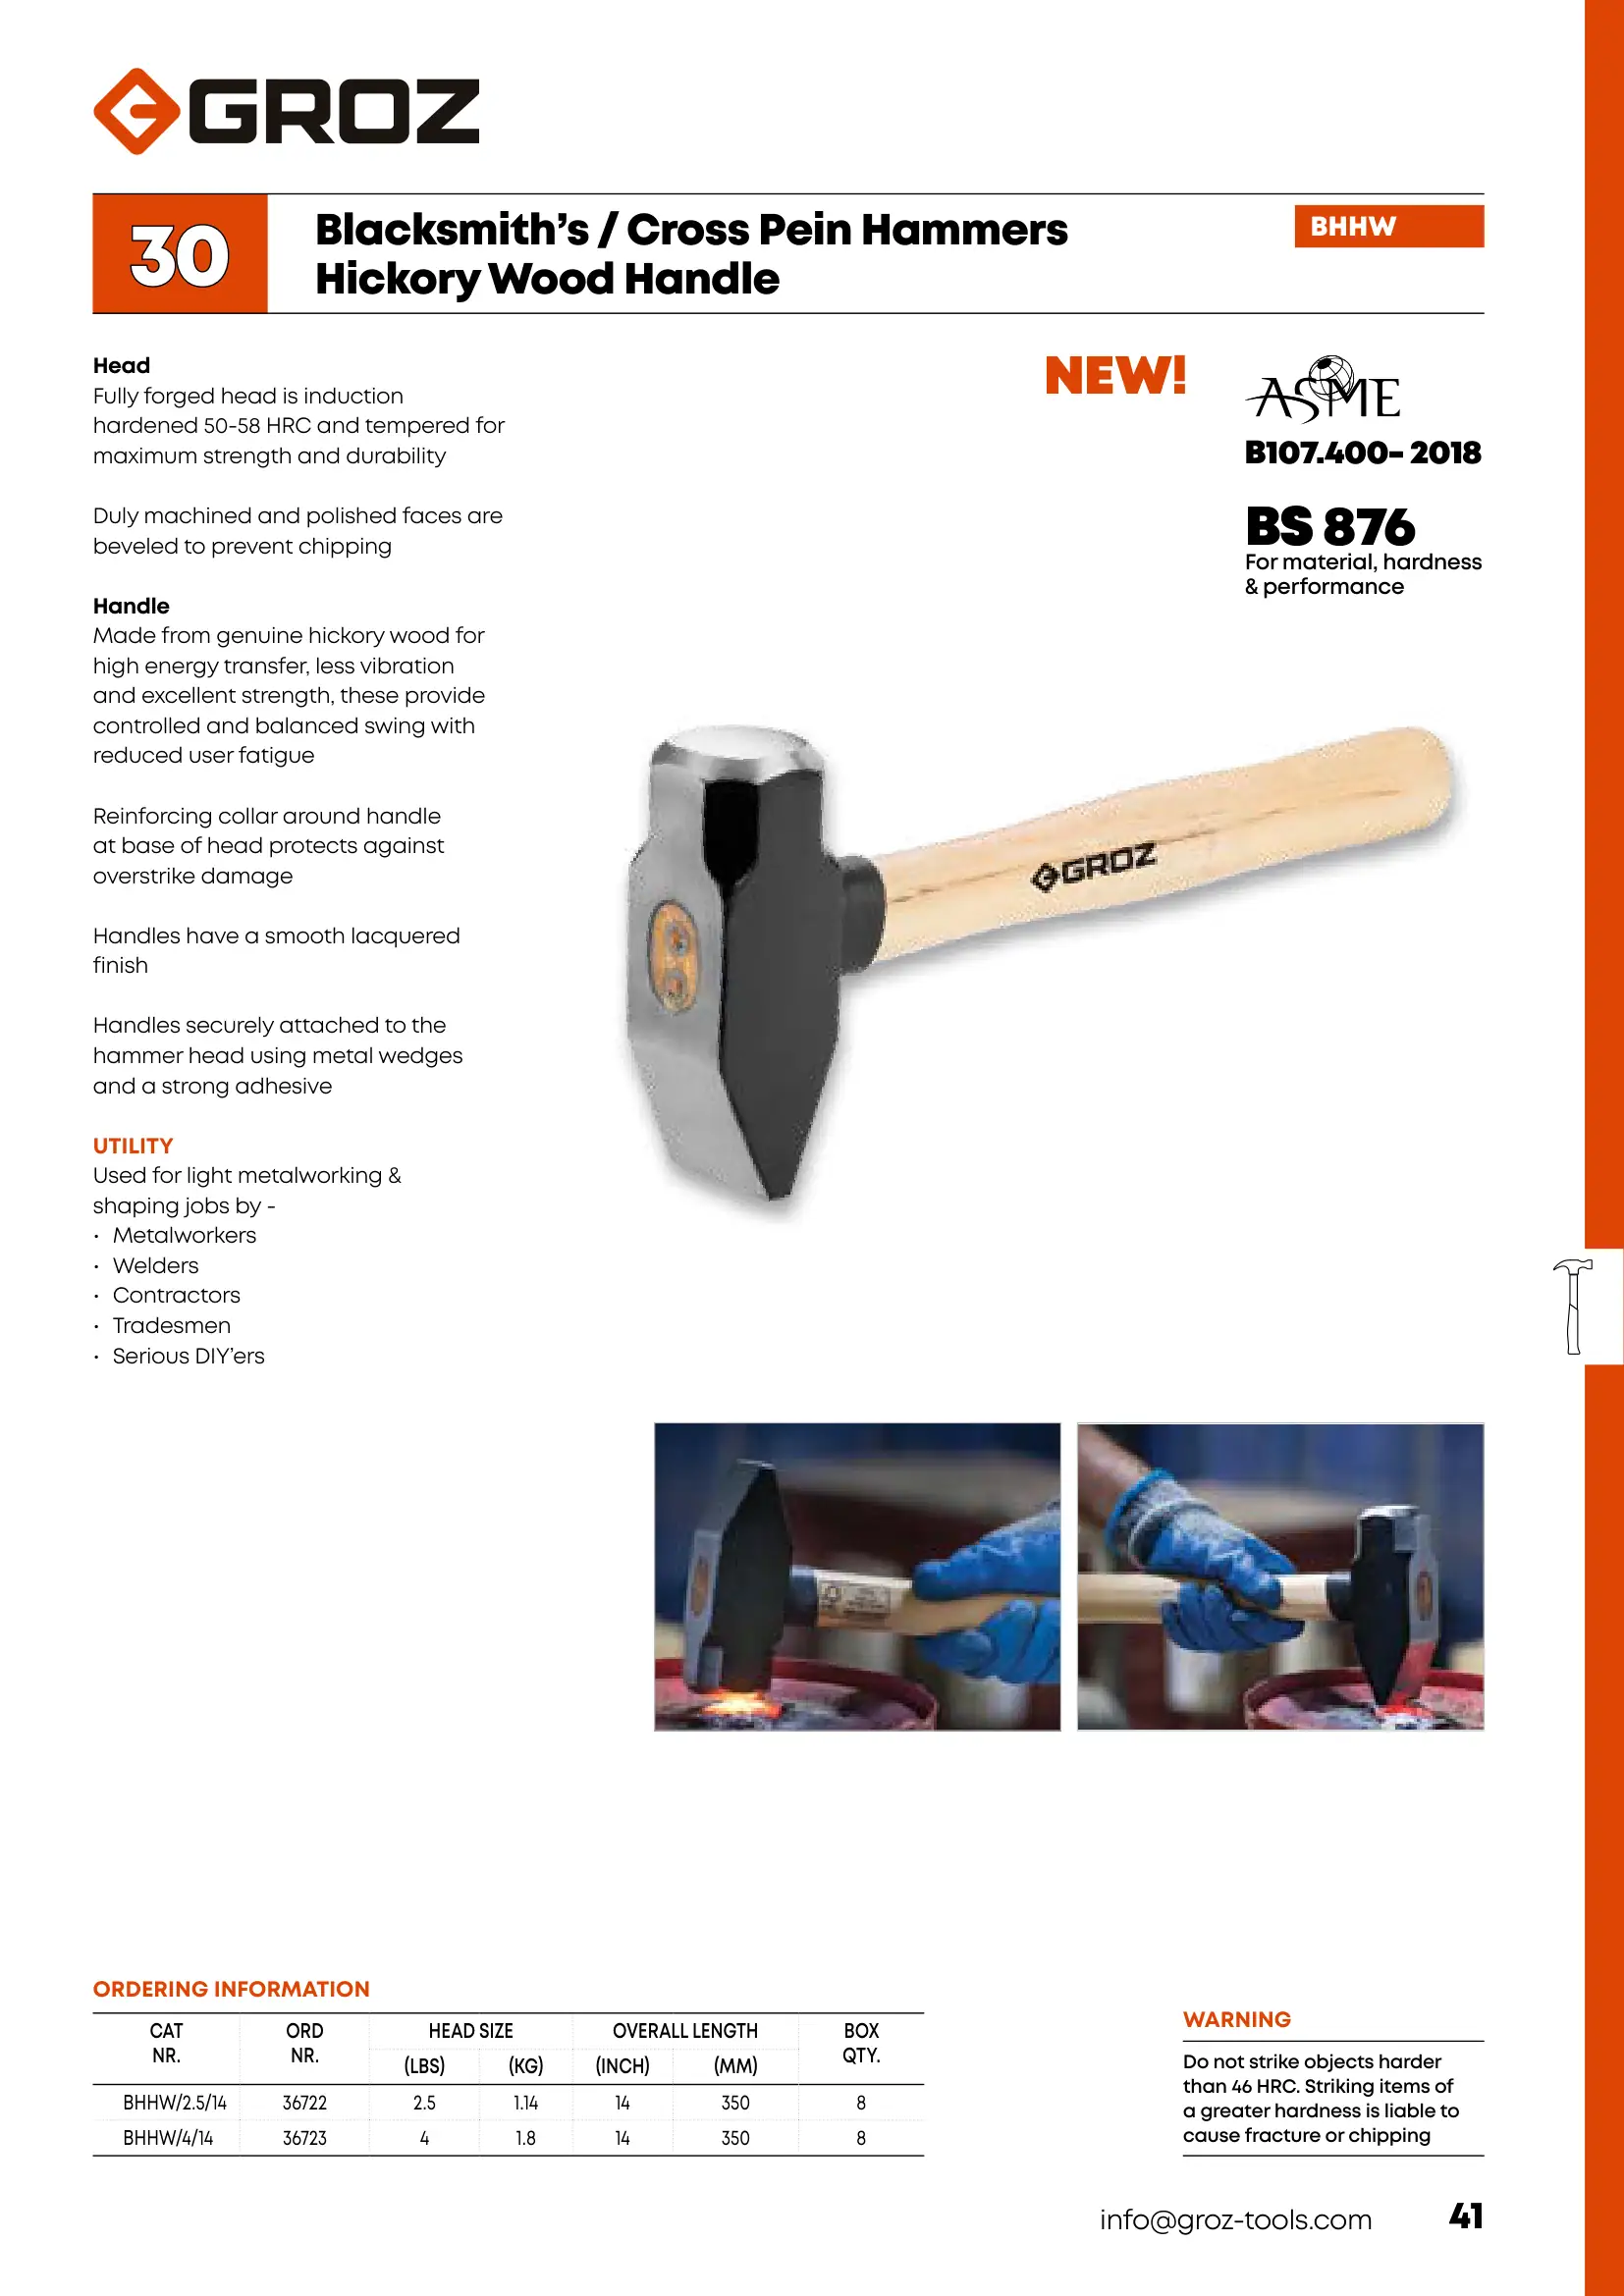 GROZ
30
Blacksmith’s / Cross Pein Hammers
Hickory Wood Handle
BHHW
Head
Fully forged head is induction
hardened 50-58 HRC and tempered for
maximum strength and durability
Duly machined and polished faces are
beveled to prevent chipping
Handle
Made from genuine hickory wood for
high energy transfer, less vibration
and excellent strength, these provide
controlled and balanced swing with
reduced user fatigue
Reinforcing collar around handle
at base of head protects against
overstrike damage
Handles have a smooth lacquered
finish
Handles securely attached to the
hammer head using metal wedges
and a strong adhesive
UTILITY
Used for light metalworking &
shaping jobs by -
• Metalworkers
• Welders
• Contractors
• Tradesmen
• Serious DIY’ers
NEW!
ASME
B107.400- 2018
BS 876
For material, hardness
& performance
GROZ
ORDERING INFORMATION
CAT NR. ORD NR. HEAD SIZE OVERALL LENGTH BOX QTY.
(LBS) (KG) (INCH) (MM)
BHHW/2.5/14 36722 2.5 1.14 14 350 8
BHHW/4/14 36723 4 1.8 14 350 8
WARNING
Do not strike objects harder
than 46 HRC. Striking items of
a greater hardness is liable to
cause fracture or chipping
info@groz-tools.com 41